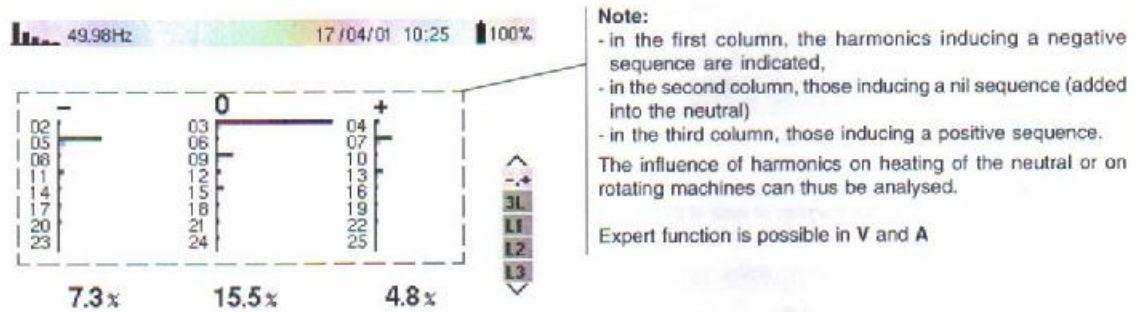 49.98Hz 17/04/01 10:25 100%
- 0 +
02 03 04
05 06 07
08 09 10
11 12 13
14 15 16
17 18 19
20 21 22
23 24 25
-.+
3L
L1
L2
L3
7.3% 15.5% 4.8%
Note:
- in the first column, the harmonics inducing a negative
sequence are indicated,
- in the second column, those inducing a nil sequence (added
into the neutral)
- in the third column, those inducing a positive sequence.
The influence of harmonics on heating of the neutral or on
rotating machines can thus be analysed.
Expert function is possible in V and A